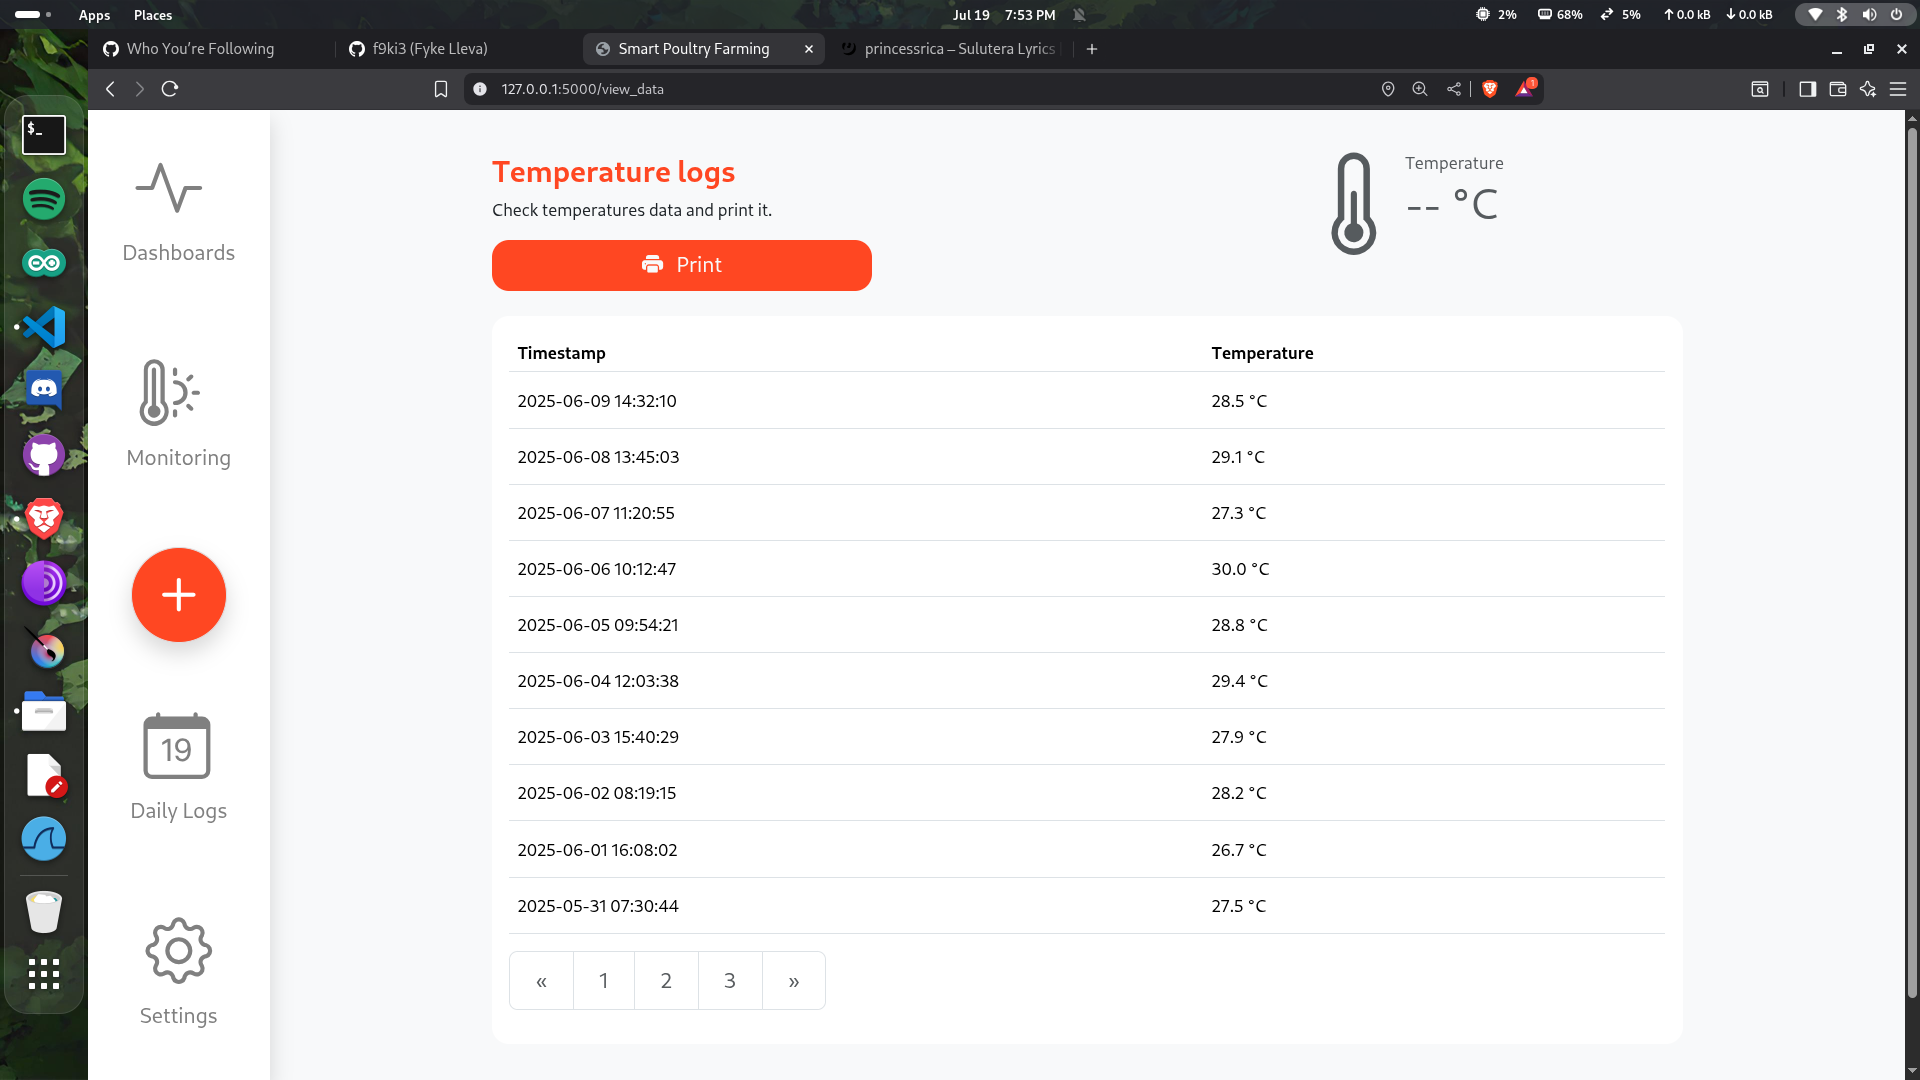 Apps Places Jul 19 7:53 PM 2% 68% 5% 0.0 kB 0.0 kB
Who You’re Following f9ki3 (Fyke Lleva) Smart Poultry Farming princessrica – Sulutera Lyrics
127.0.0.1:5000/view_data 1
$_
Dashboards
Monitoring
19
Daily Logs
Settings
Temperature logs
Check temperatures data and print it.
Print
Temperature
-- °C
Timestamp Temperature
2025-06-09 14:32:10 28.5 °C
2025-06-08 13:45:03 29.1 °C
2025-06-07 11:20:55 27.3 °C
2025-06-06 10:12:47 30.0 °C
2025-06-05 09:54:21 28.8 °C
2025-06-04 12:03:38 29.4 °C
2025-06-03 15:40:29 27.9 °C
2025-06-02 08:19:15 28.2 °C
2025-06-01 16:08:02 26.7 °C
2025-05-31 07:30:44 27.5 °C
« 1 2 3 »